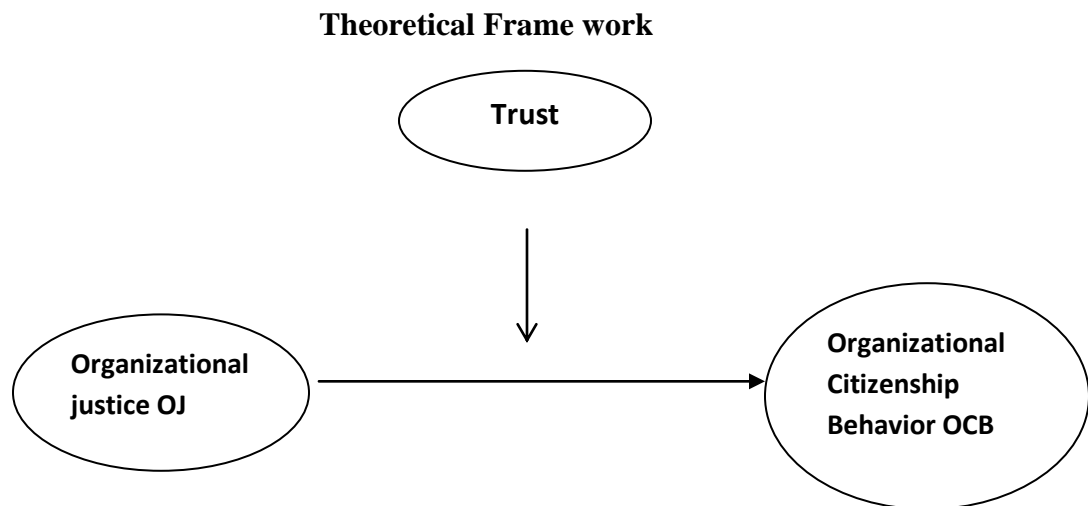 Theoretical Frame work
Trust
Organizational
justice OJ
Organizational
Citizenship
Behavior OCB